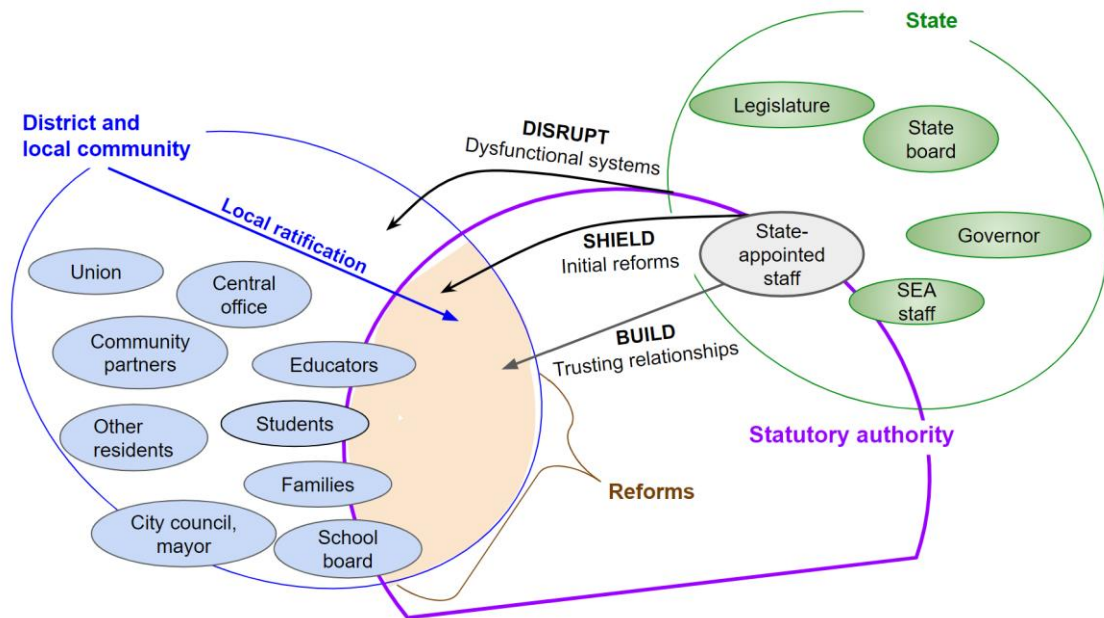 State
Legislature
State
board
Governor
SEA
staff
State-
appointed
staff
District and
local community
DISRUPT
Dysfunctional systems
Local ratification
SHIELD
Initial reforms
BUILD
Trusting relationships
Union
Central
office
Community
partners
Educators
Other
residents
Students
Families
City council,
mayor
School
board
Statutory authority
Reforms